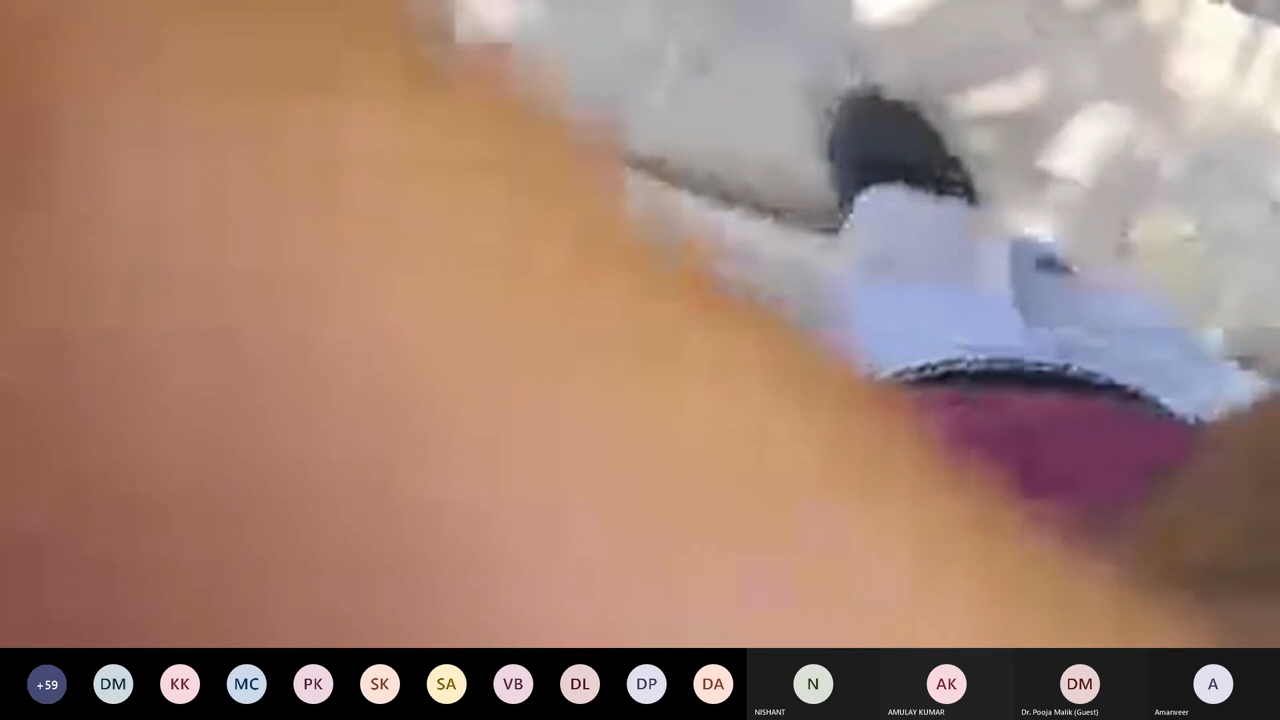 +59 DM KK MC PK SK SA VB DL DP DA N AK DM A
NISHANT AMULAY KUMAR Dr. Pooja Malik (Guest) Amanveer